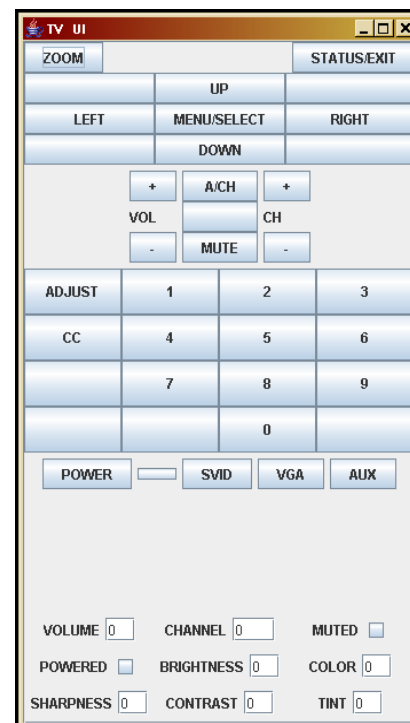 TV UI
ZOOM STATUS/EXIT
UP
LEFT MENU/SELECT RIGHT
DOWN
+ A/CH +
VOL CH
- MUTE -
ADJUST 1 2 3
CC 4 5 6
7 8 9
0
POWER SVID VGA AUX
VOLUME 0 CHANNEL 0 MUTED
POWERED BRIGHTNESS 0 COLOR 0
SHARPNESS 0 CONTRAST 0 TINT 0